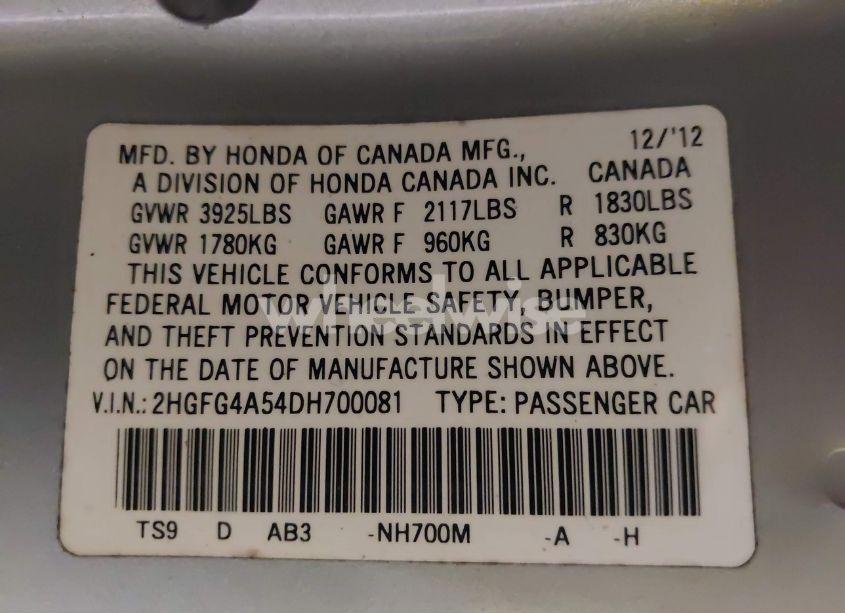 MFD. BY HONDA OF CANADA MFG., 12/'12
A DIVISION OF HONDA CANADA INC. CANADA
GVWR 3925LBS GAWR F 2117LBS R 1830LBS
GVWR 1780KG GAWR F 960KG R 830KG
THIS VEHICLE CONFORMS TO ALL APPLICABLE
FEDERAL MOTOR VEHICLE SAFETY, BUMPER,
wheelwise
AND THEFT PREVENTION STANDARDS IN EFFECT
ON THE DATE OF MANUFACTURE SHOWN ABOVE.
V.I.N.: 2HGFG4A54DH700081 TYPE: PASSENGER CAR
TS9 D AB3 -NH700M -A -H